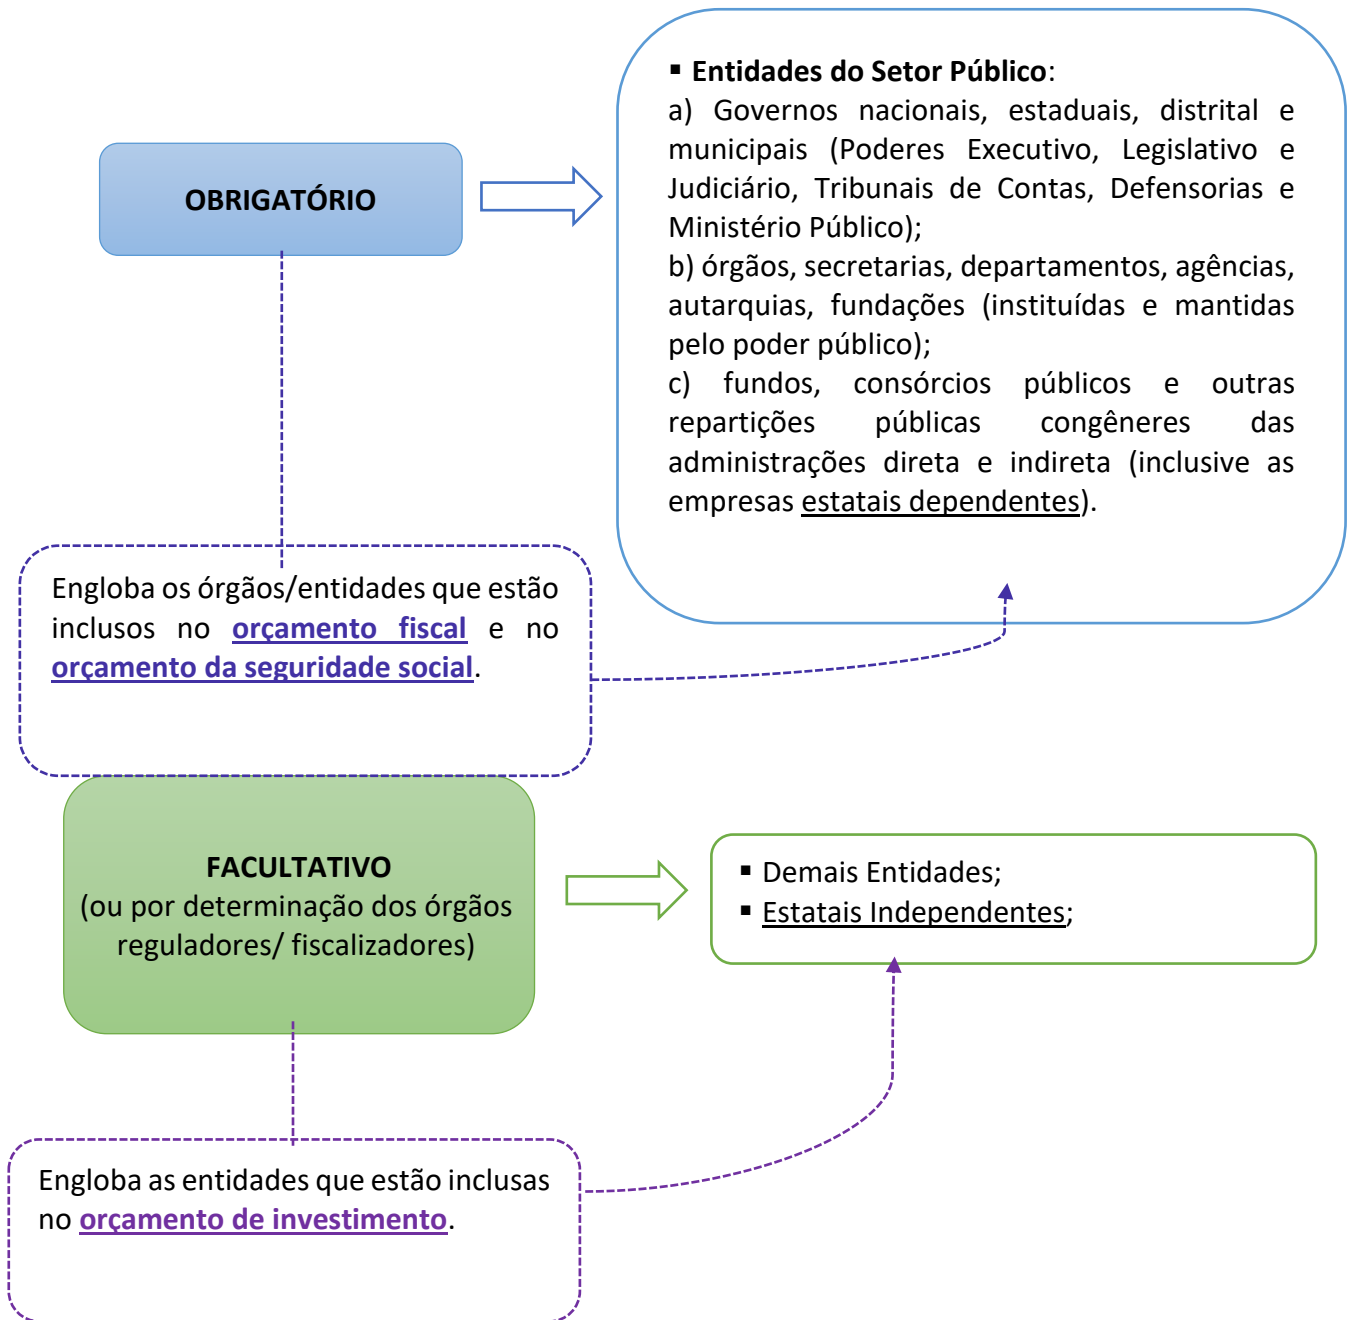 OBRIGATÓRIO
▪ Entidades do Setor Público:
a) Governos nacionais, estaduais, distrital e
municipais (Poderes Executivo, Legislativo e
Judiciário, Tribunais de Contas, Defensorias e
Ministério Público);
b) órgãos, secretarias, departamentos, agências,
autarquias, fundações (instituídas e mantidas
pelo poder público);
c) fundos, consórcios públicos e outras
repartições públicas congêneres das
administrações direta e indireta (inclusive as
empresas estatais dependentes).
Engloba os órgãos/entidades que estão
inclusos no orçamento fiscal e no
orçamento da seguridade social.
FACULTATIVO
(ou por determinação dos órgãos
reguladores/ fiscalizadores)
▪ Demais Entidades;
▪ Estatais Independentes;
Engloba as entidades que estão inclusas
no orçamento de investimento.